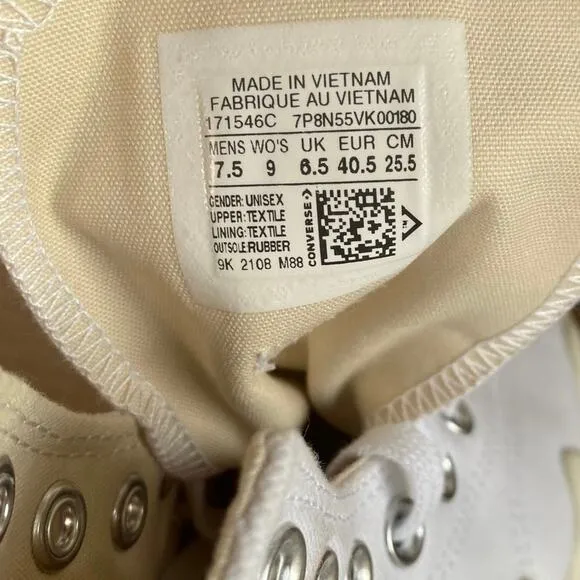 MADE IN VIETNAM
FABRIQUE AU VIETNAM
171546C 7P8N55VK00180
MENS WO'S UK EUR CM
7.5 9 6.5 40.5 25.5
GENDER: UNISEX
UPPER: TEXTILE
LINING: TEXTILE
OUTSOLE: RUBBER
9K 2108 M88
CONVERSE